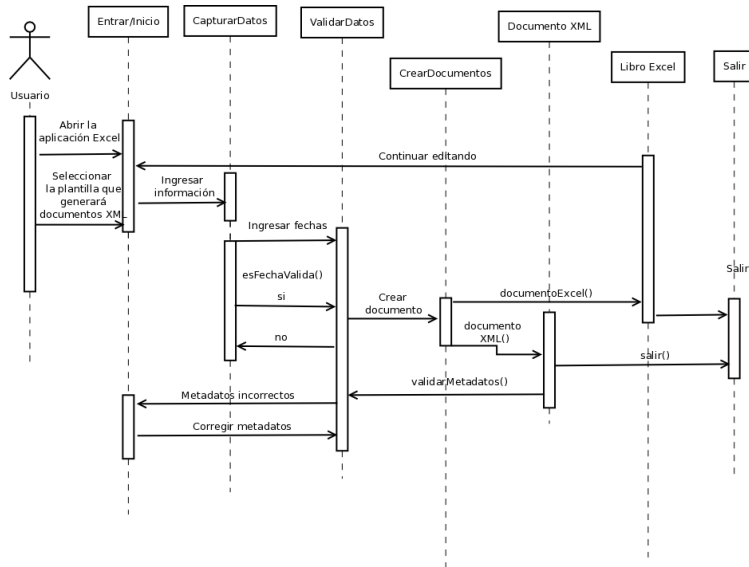 Entrar/Inicio
CapturarDatos
ValidarDatos
Documento XML
CrearDocumentos
Libro Excel
Salir
Usuario
Abrir la
aplicación Excel
Continuar editando
Seleccionar
la plantilla que
generará
documentos XML
Ingresar
información
Ingresar fechas
esFechaValida()
si
Crear
documento
documentoExcel()
Salir
no
documento
XML()
salir()
validarMetadatos()
Metadatos incorrectos
Corregir metadatos